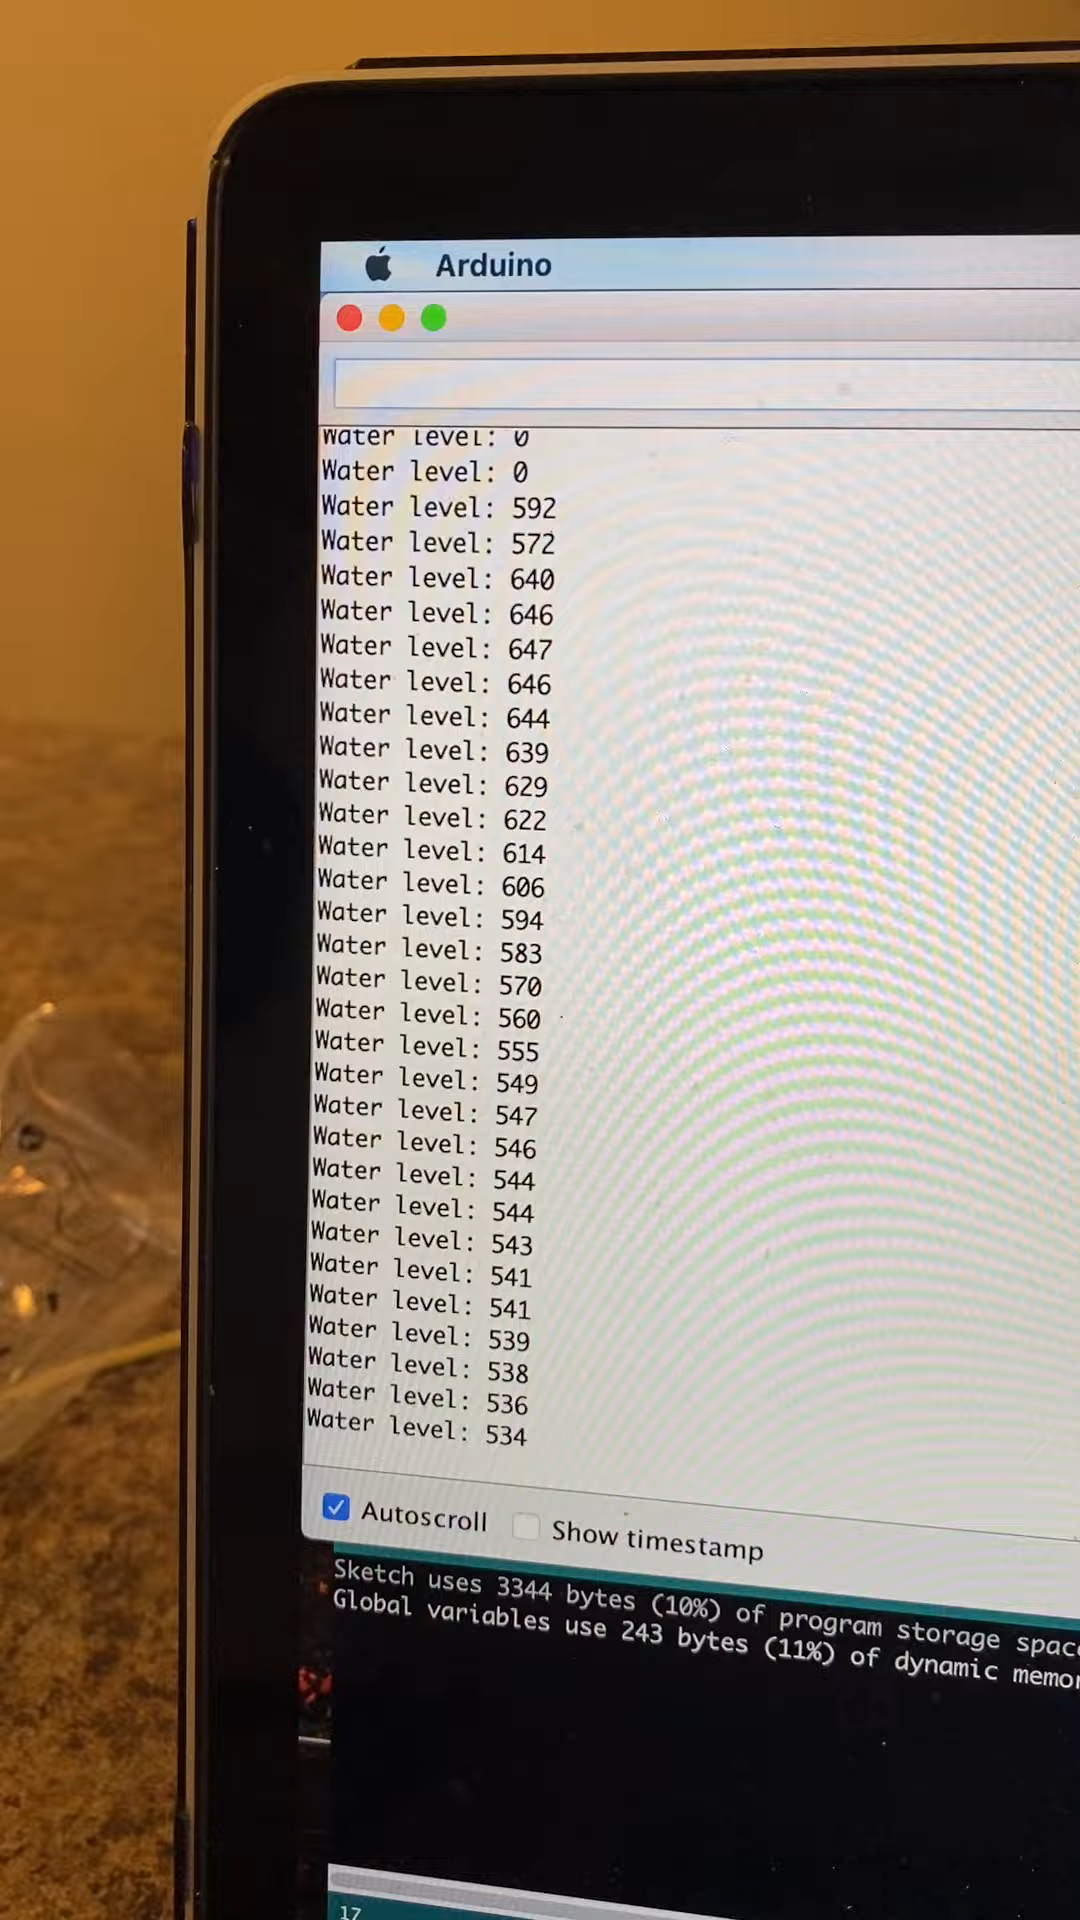 Arduino
Water level: 0
Water level: 0
Water level: 592
Water level: 572
Water level: 640
Water level: 646
Water level: 647
Water level: 646
Water level: 644
Water level: 639
Water level: 629
Water level: 622
Water level: 614
Water level: 606
Water level: 594
Water level: 583
Water level: 570
Water level: 560
Water level: 555
Water level: 549
Water level: 547
Water level: 546
Water level: 544
Water level: 544
Water level: 543
Water level: 541
Water level: 541
Water level: 539
Water level: 538
Water level: 536
Water level: 534
Autoscroll Show timestamp
Sketch uses 3344 bytes (10%) of program storage spac
Global variables use 243 bytes (11%) of dynamic memo
17